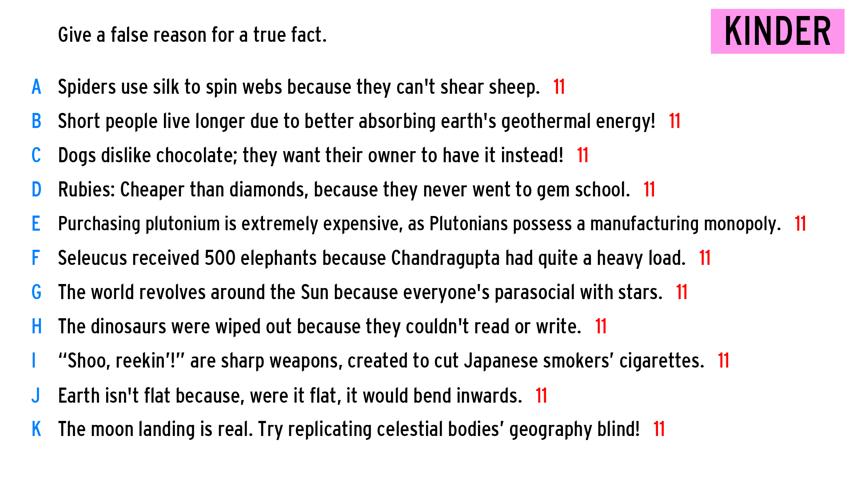 Give a false reason for a true fact.
KINDER
A Spiders use silk to spin webs because they can't shear sheep. 11
B Short people live longer due to better absorbing earth's geothermal energy! 11
C Dogs dislike chocolate; they want their owner to have it instead! 11
D Rubies: Cheaper than diamonds, because they never went to gem school. 11
E Purchasing plutonium is extremely expensive, as Plutonians possess a manufacturing monopoly. 11
F Seleucus received 500 elephants because Chandragupta had quite a heavy load. 11
G The world revolves around the Sun because everyone's parasocial with stars. 11
H The dinosaurs were wiped out because they couldn't read or write. 11
I “Shoo, reekin’!” are sharp weapons, created to cut Japanese smokers’ cigarettes. 11
J Earth isn't flat because, were it flat, it would bend inwards. 11
K The moon landing is real. Try replicating celestial bodies’ geography blind! 11